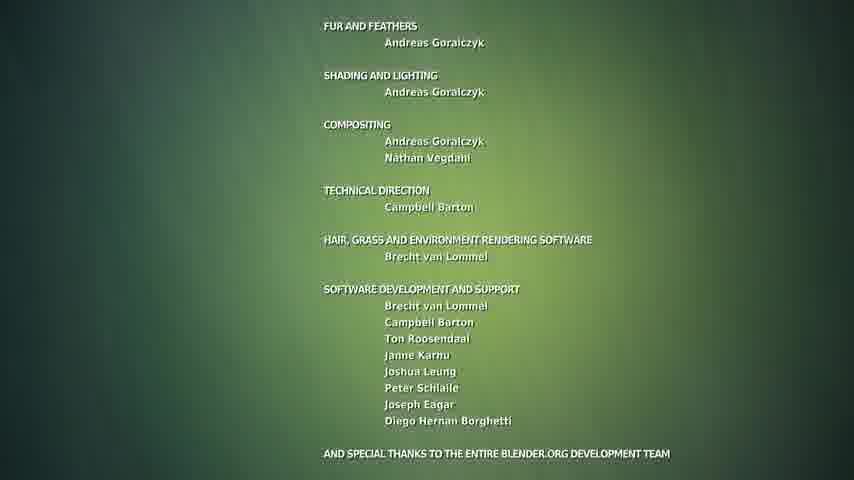 FUR AND FEATHERS
Andreas Goralczyk
SHADING AND LIGHTING
Andreas Goralczyk
COMPOSITING
Andreas Goralczyk
Nathan Vegdahl
TECHNICAL DIRECTION
Campbell Barton
HAIR, GRASS AND ENVIRONMENT RENDERING SOFTWARE
Brecht van Lommel
SOFTWARE DEVELOPMENT AND SUPPORT
Brecht van Lommel
Campbell Barton
Ton Roosendaal
Janne Karhu
Joshua Leung
Peter Schlaile
Joseph Eagar
Diego Hernan Borghetti
AND SPECIAL THANKS TO THE ENTIRE BLENDER.ORG DEVELOPMENT TEAM